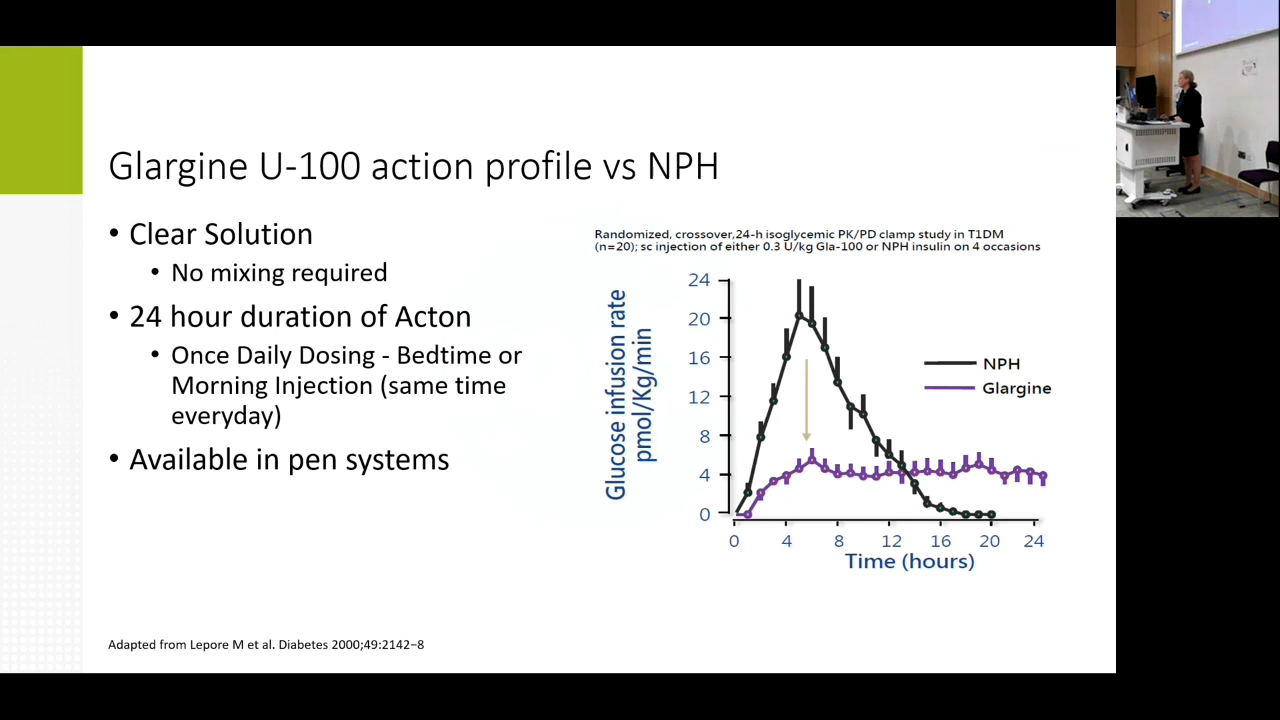 Glargine U-100 action profile vs NPH
• Clear Solution
• No mixing required
• 24 hour duration of Acton
• Once Daily Dosing - Bedtime or
Morning Injection (same time
everyday)
• Available in pen systems
Randomized, crossover,24-h isoglycemic PK/PD clamp study in T1DM
(n=20); sc injection of either 0.3 U/kg Gla-100 or NPH insulin on 4 occasions
Glucose infusion rate
pmol/Kg/min
24
20
16
12
8
4
0
NPH
Glargine
0 4 8 12 16 20 24
Time (hours)
Adapted from Lepore M et al. Diabetes 2000;49:2142–8